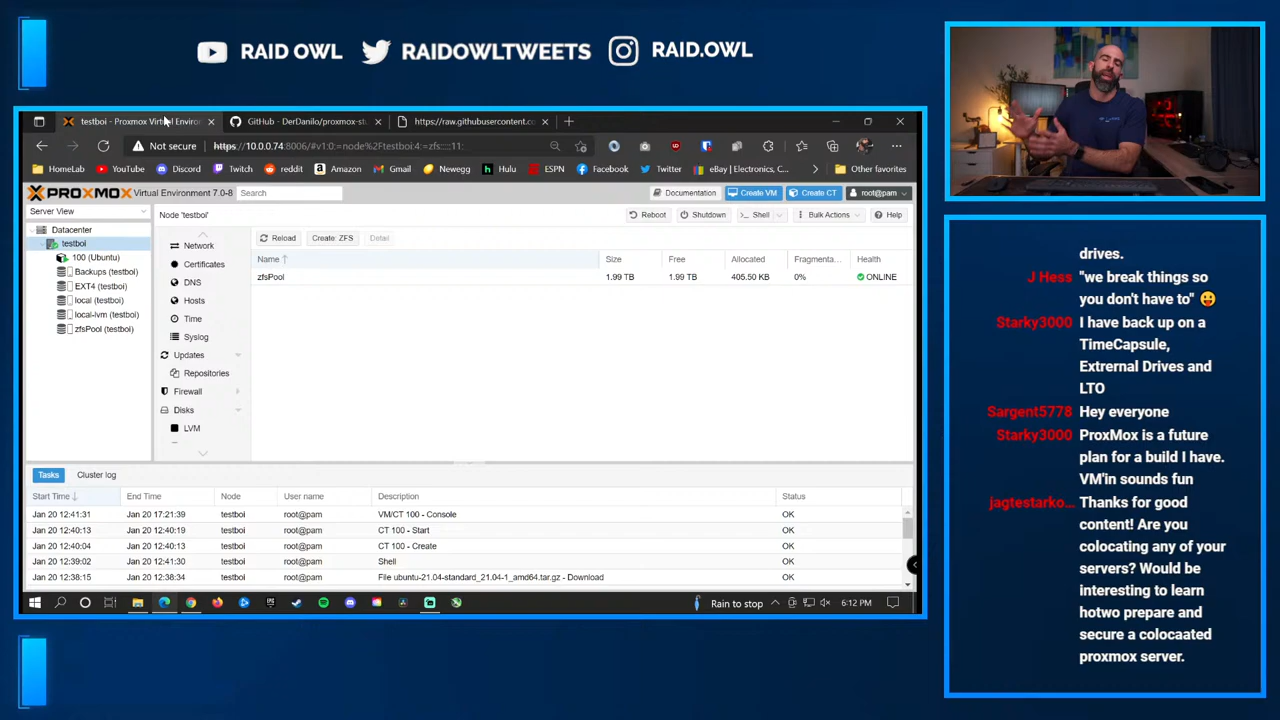 RAID OWL RAIDOWLTWEETS RAID.OWL
testboi - Proxmox Virtual Environ
GitHub - DerDanilo/proxmox-stu
https://raw.githubusercontent.co
Not secure https://10.0.0.74:8006/#v1:0:=node%2Ftestboi:4:=zfs:::::11:
HomeLab YouTube Discord Twitch reddit Amazon Gmail Newegg Hulu ESPN Facebook Twitter eBay | Electronics, C... Other favorites
PROXMOX Virtual Environment 7.0-8 Search Documentation Create VM Create CT root@pam
Server View
Node 'testboi' Reboot Shutdown Shell Bulk Actions Help
Datacenter
testboi
100 (Ubuntu)
Backups (testboi)
EXT4 (testboi)
local (testboi)
local-lvm (testboi)
zfsPool (testboi)
Network
Certificates
DNS
Hosts
Time
Syslog
Updates
Repositories
Firewall
Disks
LVM
Reload Create: ZFS Detail
Name Size Free Allocated Fragmenta... Health
zfsPool 1.99 TB 1.99 TB 405.50 KB 0% ONLINE
Tasks Cluster log
Start Time End Time Node User name Description Status
Jan 20 12:41:31 Jan 20 17:21:39 testboi root@pam VM/CT 100 - Console OK
Jan 20 12:40:13 Jan 20 12:40:19 testboi root@pam CT 100 - Start OK
Jan 20 12:40:04 Jan 20 12:40:13 testboi root@pam CT 100 - Create OK
Jan 20 12:39:02 Jan 20 12:41:30 testboi root@pam Shell OK
Jan 20 12:38:15 Jan 20 12:38:34 testboi root@pam File ubuntu-21.04-standard_21.04-1_amd64.tar.gz - Download OK
Rain to stop 6:12 PM
drives.
J Hess "we break things so
you don't have to" 😛
Starky3000 I have back up on a
TimeCapsule,
Extrernal Drives and
LTO
Sargent5778 Hey everyone
Starky3000 ProxMox is a future
plan for a build I have.
VM'in sounds fun
jagtestarko... Thanks for good
content! Are you
colocating any of your
servers? Would be
interesting to learn
hotwo prepare and
secure a colocaated
proxmox server.